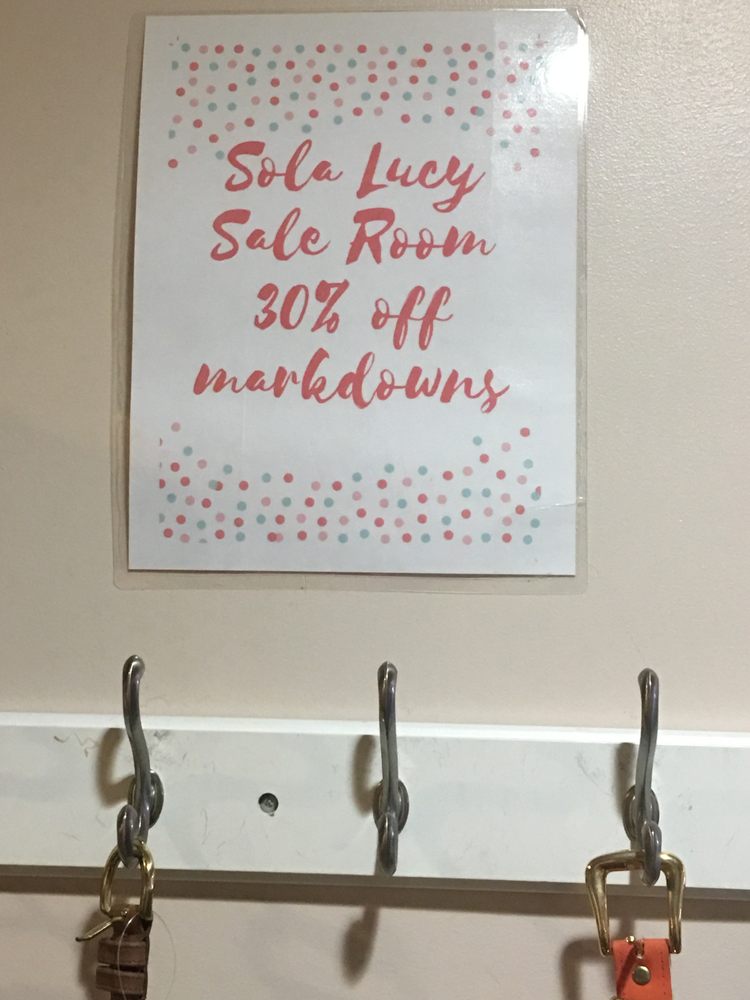 Sola Lucy
Sale Room
30% off
markdowns